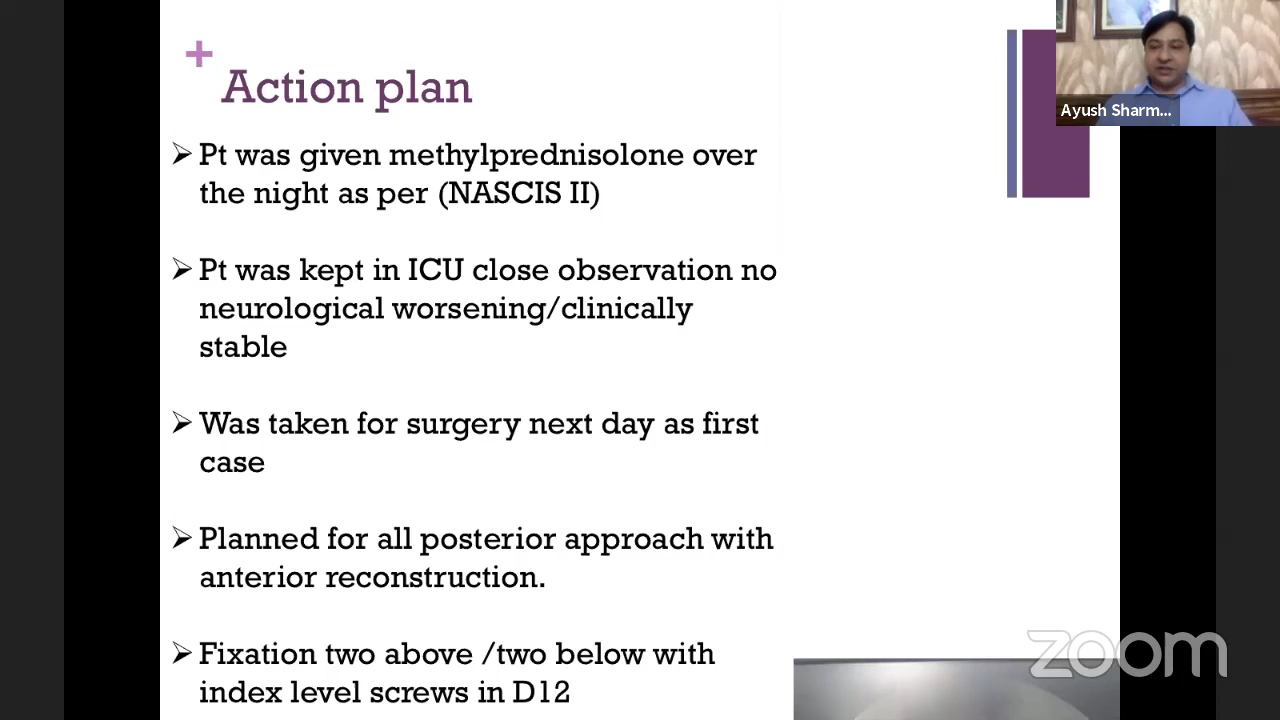 + Action plan
➢ Pt was given methylprednisolone over
the night as per (NASCIS II)
➢ Pt was kept in ICU close observation no
neurological worsening/clinically
stable
➢ Was taken for surgery next day as first
case
➢ Planned for all posterior approach with
anterior reconstruction.
➢ Fixation two above /two below with
index level screws in D12
Ayush Sharm...
zoom